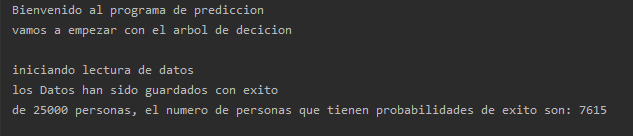 Bienvenido al programa de prediccion
vamos a empezar con el arbol de decicion
iniciando lectura de datos
los Datos han sido guardados con exito
de 25000 personas, el numero de personas que tienen probabilidades de exito son: 7615